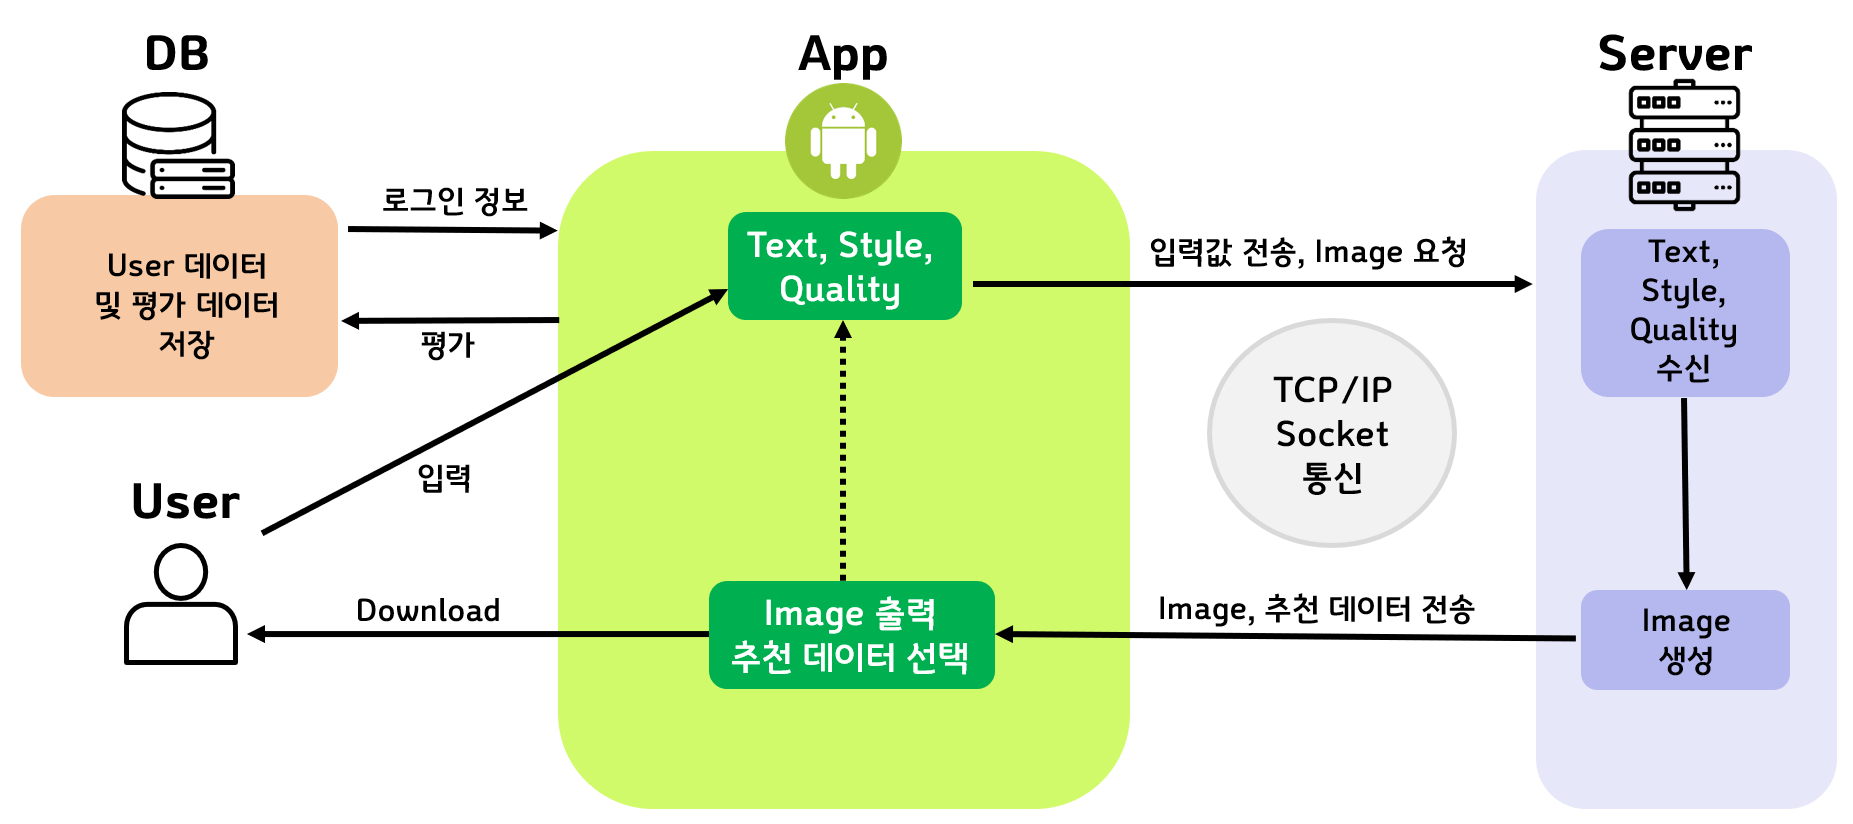 DB
App
Server
로그인 정보
User 데이터
및 평가 데이터
저장
평가
Text, Style,
Quality
입력값 전송, Image 요청
Text,
Style,
Quality
수신
TCP/IP
Socket
통신
User
입력
Download
Image 출력
추천 데이터 선택
Image, 추천 데이터 전송
Image
생성